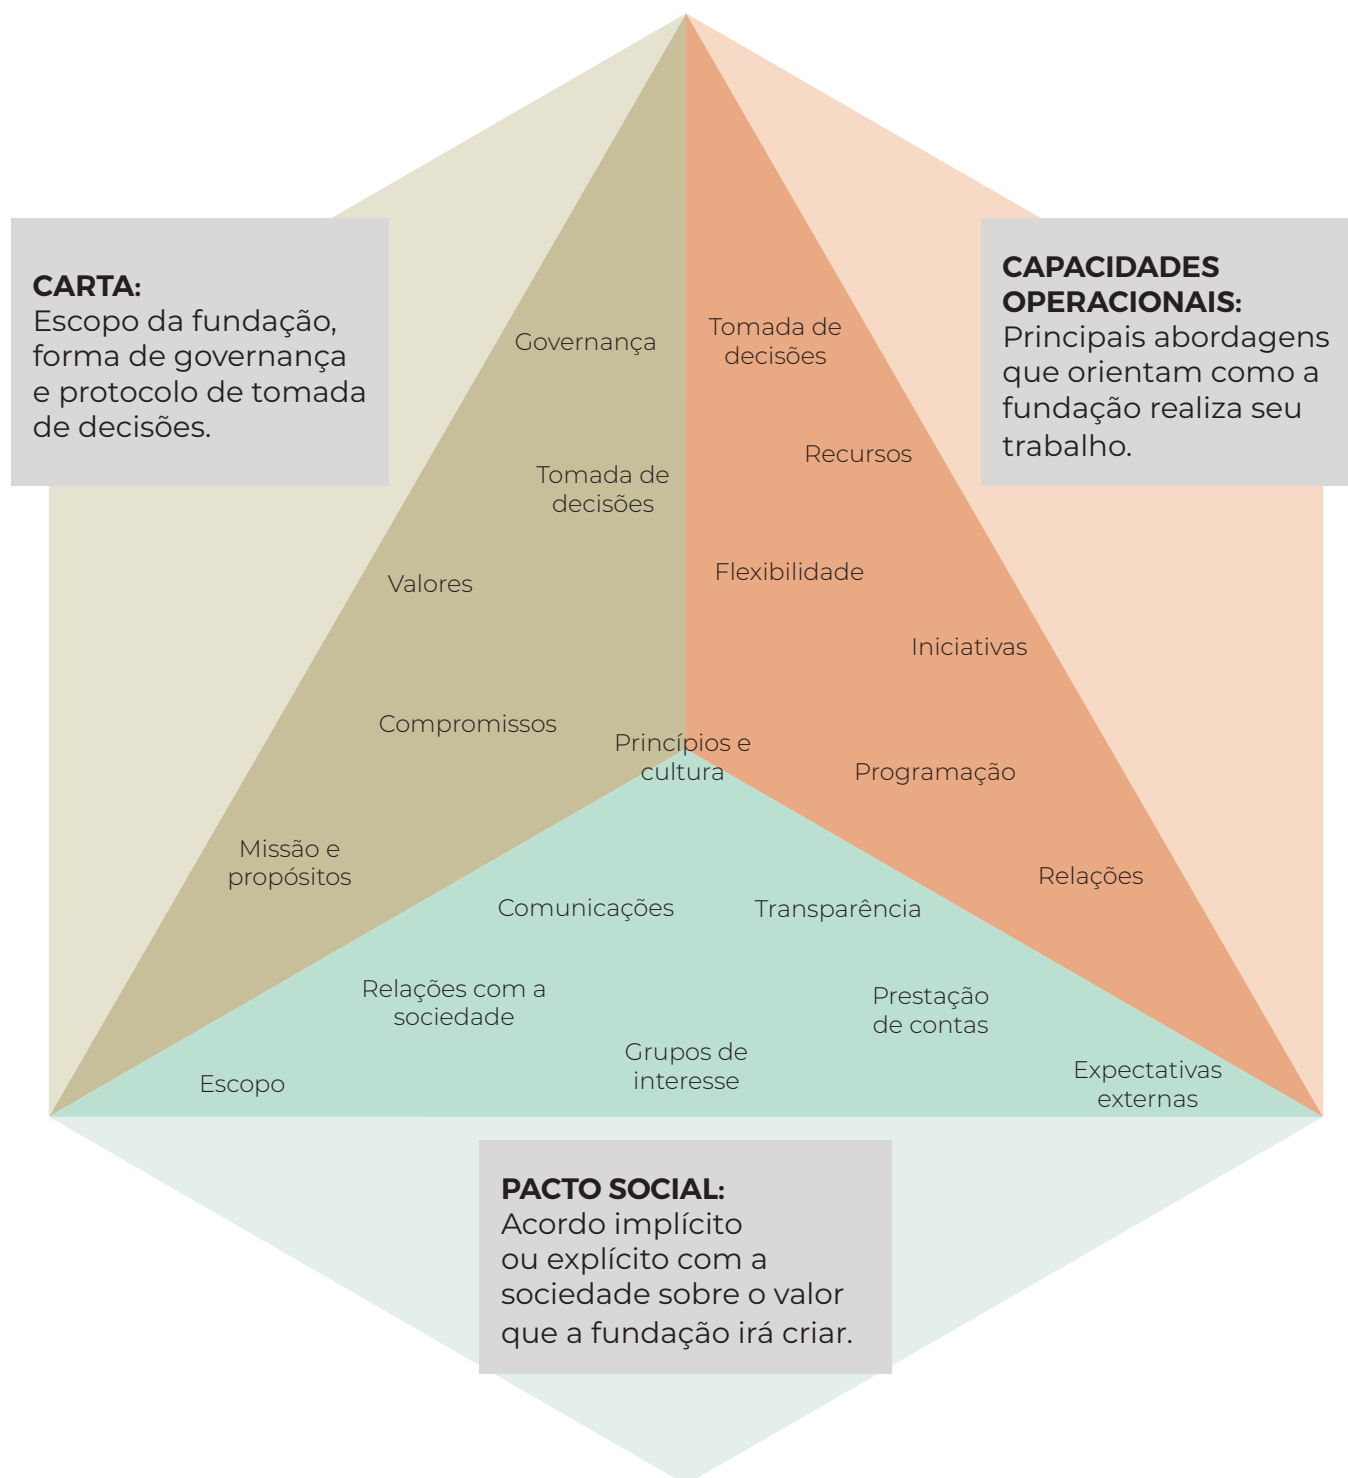 CARTA:
Escopo da fundação,
forma de governança
e protocolo de tomada
de decisões.
CAPACIDADES
OPERACIONAIS:
Principais abordagens
que orientam como a
fundação realiza seu
trabalho.
Governança
Tomada de
decisões
Valores
Compromissos
Missão e
propósitos
Tomada de
decisões
Recursos
Flexibilidade
Iniciativas
Programação
Relações
Princípios e
cultura
Comunicações
Transparência
Relações com a
sociedade
Prestação
de contas
Grupos de
interesse
Escopo
Expectativas
externas
PACTO SOCIAL:
Acordo implícito
ou explícito com a
sociedade sobre o valor
que a fundação irá criar.